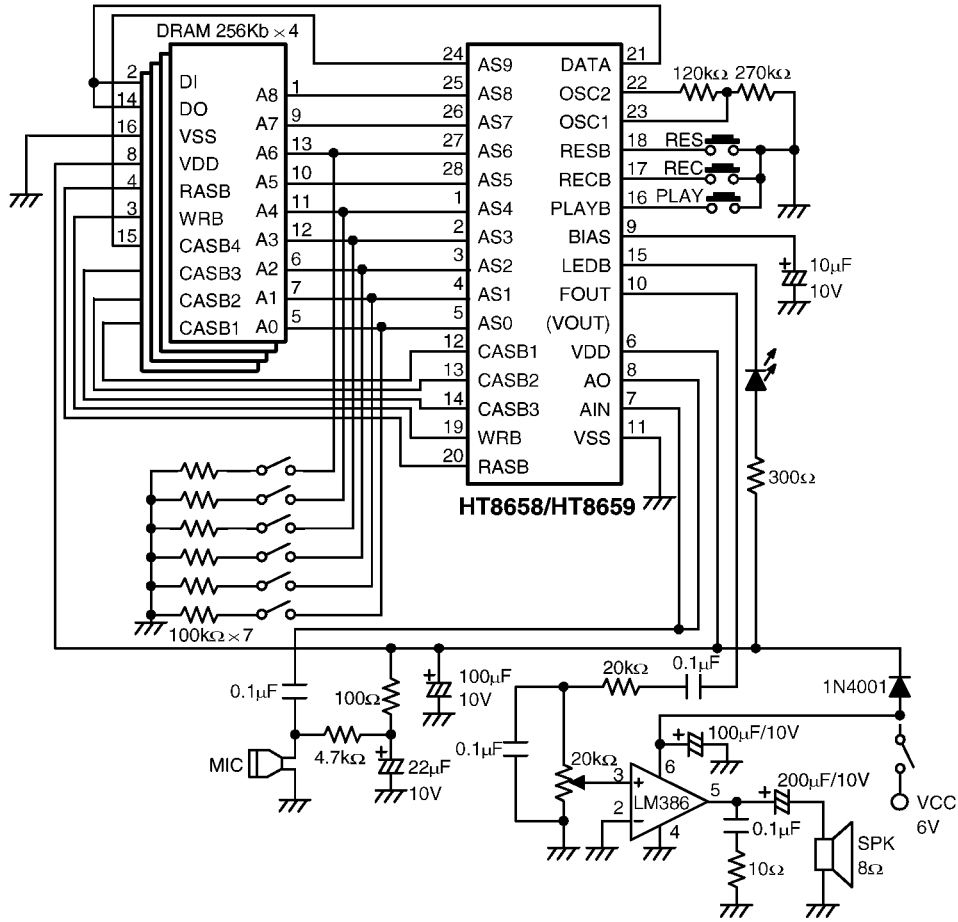 DRAM 256Kb × 4
2 DI
14 DO
16 VSS
8 VDD
4 RASB
3 WRB
15 CASB4
CASB3
CASB2
CASB1
A8 1
A7 9
A6 13
A5 10
A4 11
A3 12
A2 6
A1 7
A0 5
24 AS9
25 AS8
26 AS7
27 AS6
28 AS5
1 AS4
2 AS3
3 AS2
4 AS1
5 AS0
12 CASB1
13 CASB2
14 CASB3
19 WRB
20 RASB
DATA 21
OSC2 22
OSC1 23
RESB 18
RECB 17
PLAYB 16
BIAS 9
LEDB 15
FOUT 10
(VOUT)
VDD 6
AO 8
AIN 7
VSS 11
HT8658/HT8659
120kΩ 270kΩ
RES
REC
PLAY
+ 10µF
10V
300Ω
100kΩ × 7
0.1µF
MIC
4.7kΩ
100Ω
+ 22µF
10V
+ 100µF
10V
20kΩ
0.1µF
0.1µF
20kΩ
+ 100µF/10V
3 +
2 −
LM386
6
5
4
+ 200µF/10V
0.1µF
10Ω
SPK
8Ω
1N4001
VCC
6V